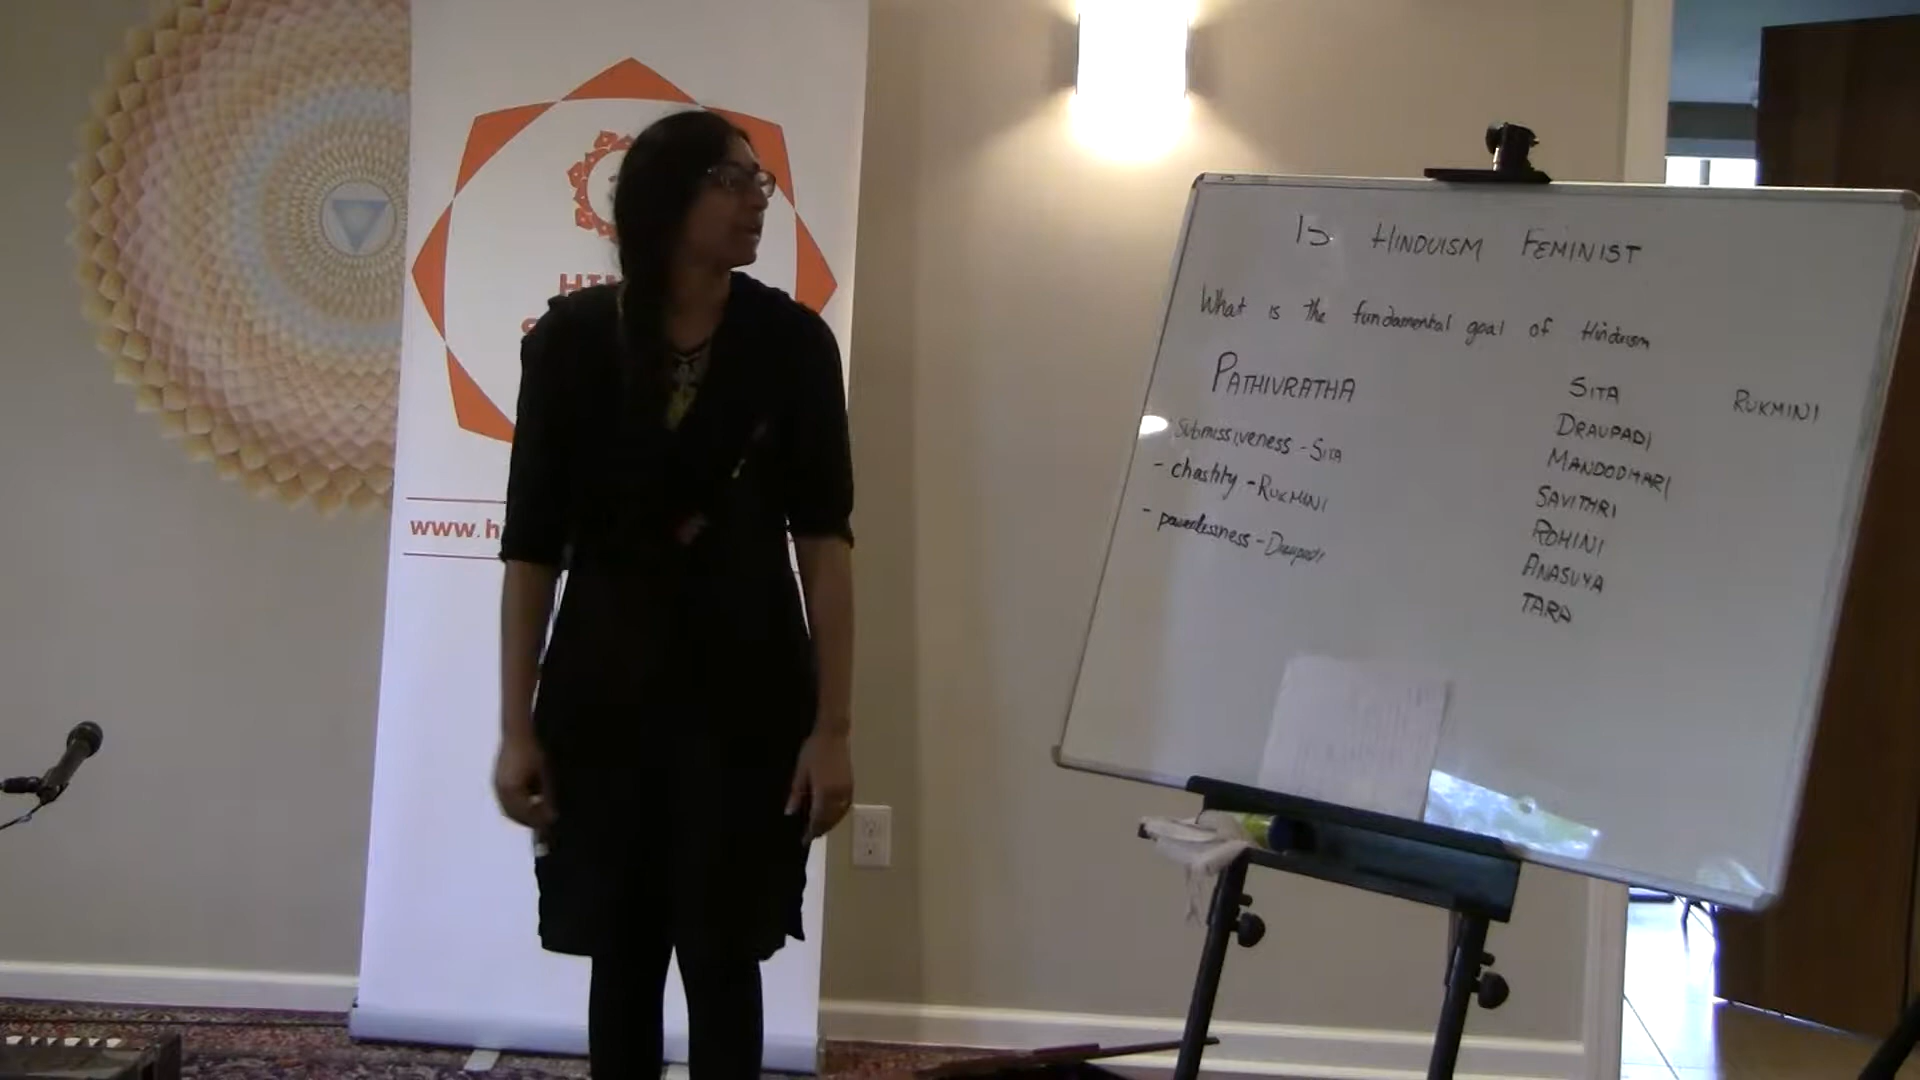 IS HINDUISM FEMINIST
What is the fundamental goal of Hinduism
PATHIVRATHA
Submissiveness - SITA
- chastity - RUKMINI
- powerlessness - Draupadi
SITA
DRAUPADI
MANDODHARI
SAVITHRI
ROHINI
ANASUYA
TARA
RUKMINI
www.h